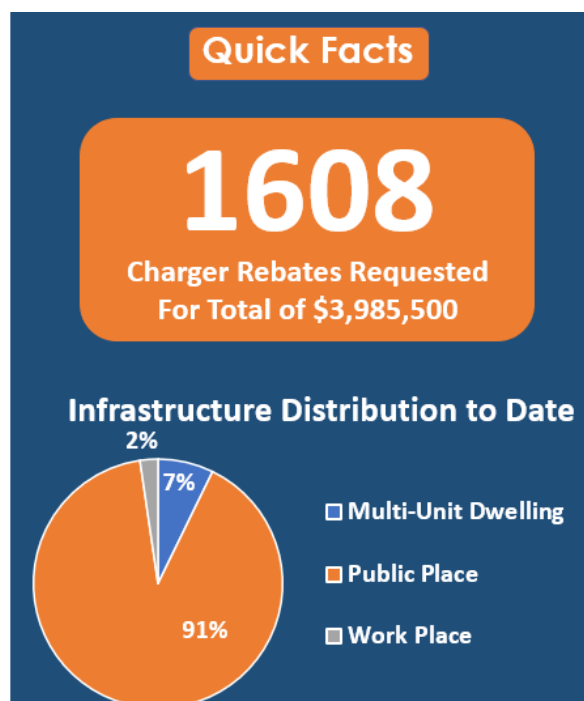 Quick Facts
1608
Charger Rebates Requested
For Total of $3,985,500
Infrastructure Distribution to Date
2%
7%
91%
Multi-Unit Dwelling
Public Place
Work Place